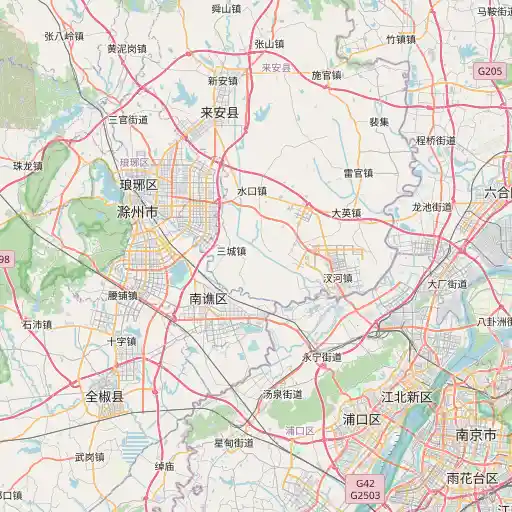 舜山镇
马鞍街道
张八岭镇
张山镇
竹镇镇
黄泥岗镇
来安县
新安镇
施官镇
G205
来安县
三官街道
裴集
程桥街道
琅琊区
珠龙镇
雷官镇
琅琊区
水口镇
六合区
滁州市
大英镇
龙池街道
三城镇
98
汊河镇
大厂街道
腰铺镇
南谯区
石沛镇
八卦洲街
十字镇
永宁街道
全椒县
汤泉街道
江北新区
浦口区
浦口区
南京市
星甸街道
武岗镇
绰庙
雨花台区
G42
G2503
口镇
江